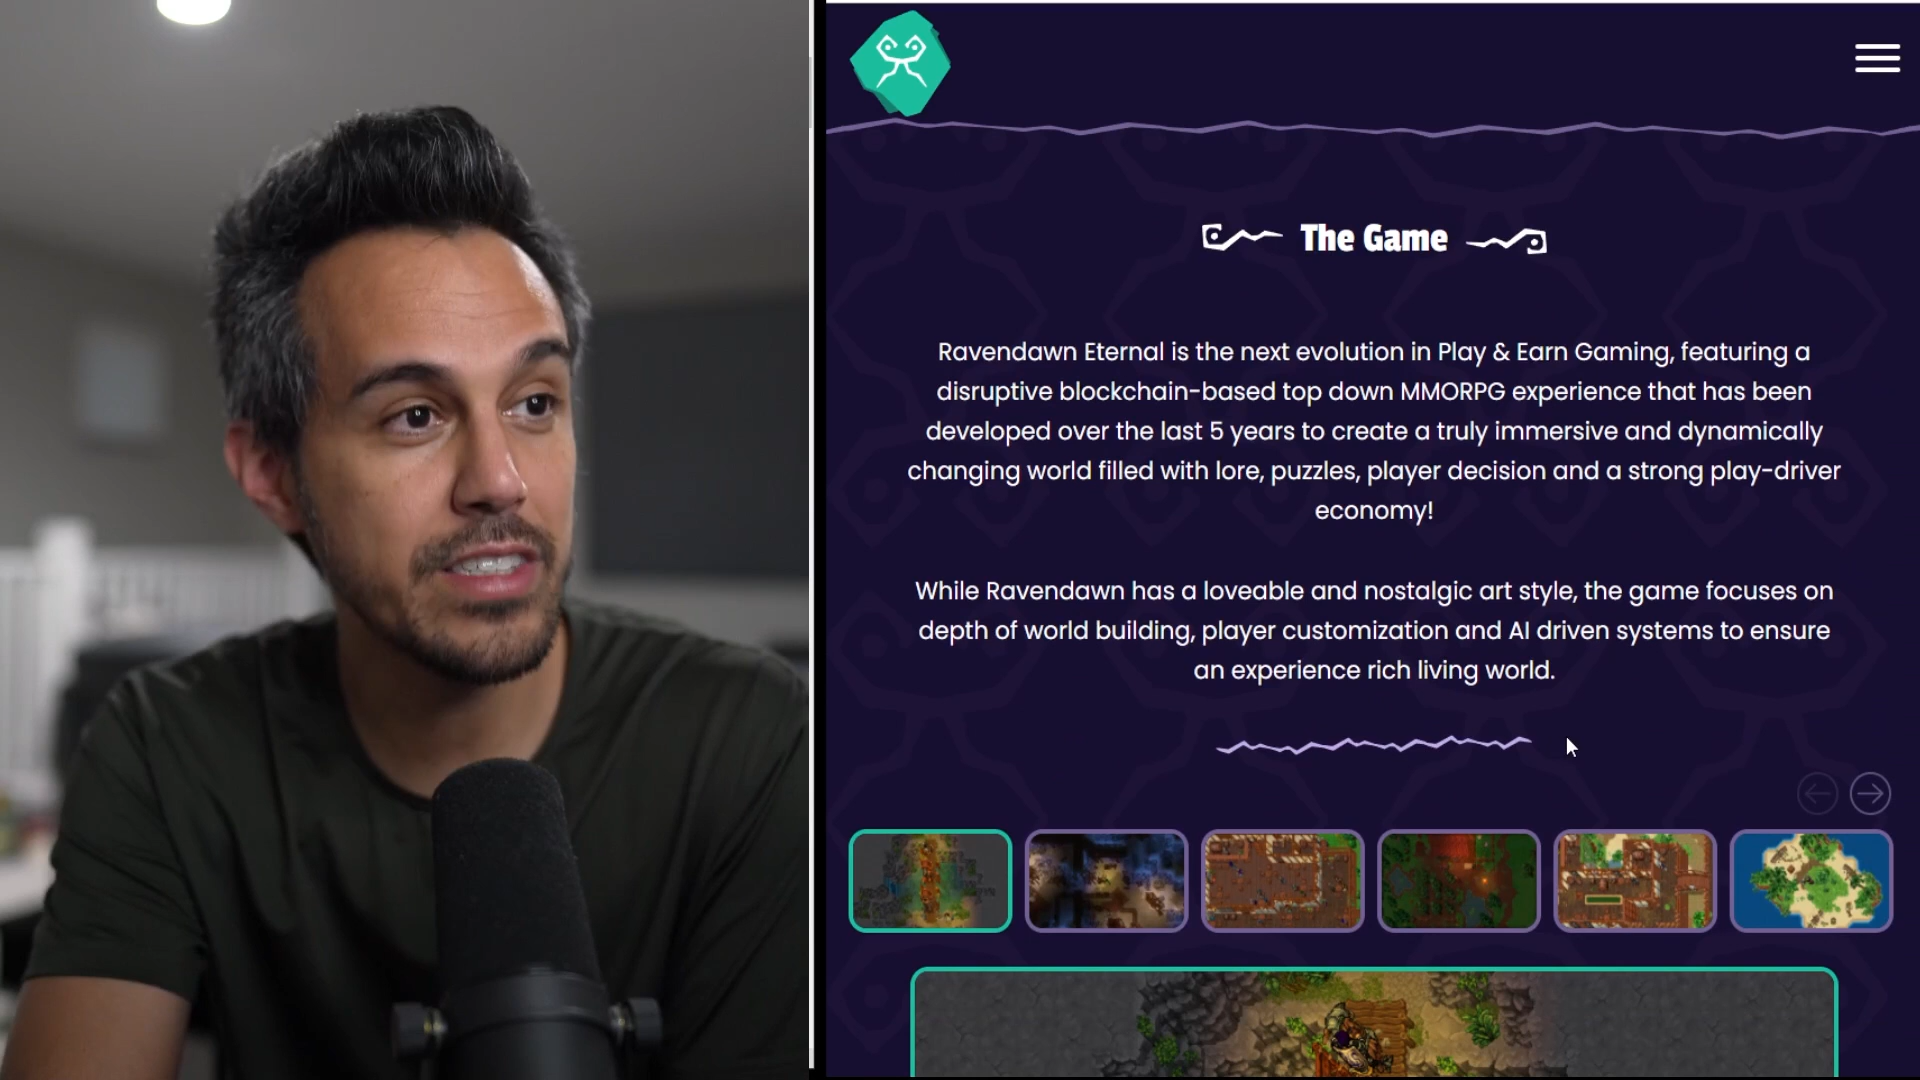 The Game
Ravendawn Eternal is the next evolution in Play & Earn Gaming, featuring a
disruptive blockchain-based top down MMORPG experience that has been
developed over the last 5 years to create a truly immersive and dynamically
changing world filled with lore, puzzles, player decision and a strong play-driver
economy!
While Ravendawn has a loveable and nostalgic art style, the game focuses on
depth of world building, player customization and AI driven systems to ensure
an experience rich living world.